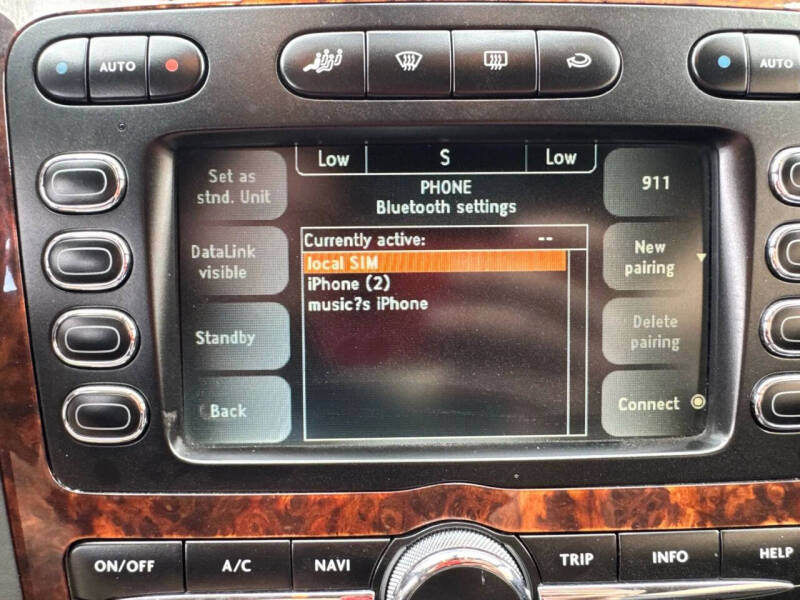 AUTO
AUTO
Low
S
Low
PHONE
Bluetooth settings
Set as
stnd. Unit
911
Currently active: --
DataLink
visible
New
pairing
local SIM
iPhone (2)
music?s iPhone
Standby
Delete
pairing
Back
Connect
ON/OFF
A/C
NAVI
TRIP
INFO
HELP